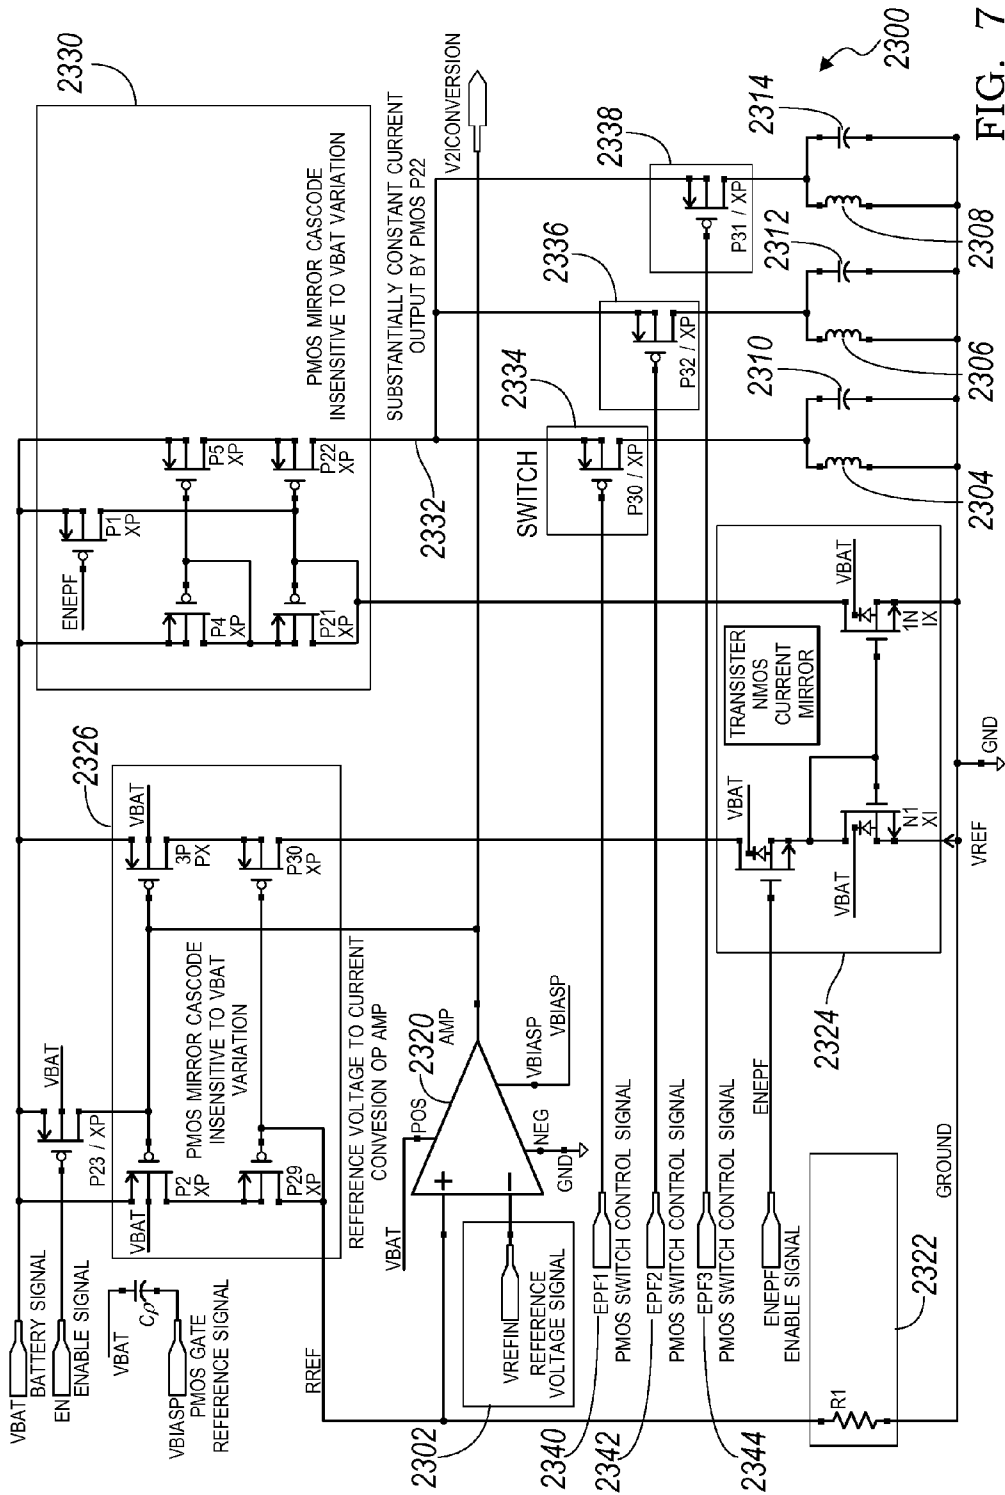 VBAT
BATTERY SIGNAL
EN
ENABLE SIGNAL
VBAT
Cρ
VBIASP
PMOS GATE
REFERENCE SIGNAL
P23 / XP
VBAT
2326
VBAT
P2
XP
PMOS MIRROR CASCODE
INSENSITIVE TO VBAT
VARIATION
VBAT
3P
PX
P29
XP
P30
XP
2330
ENEPF
P1
XP
P4
XP
P5
XP
P21
XP
P22
XP
PMOS MIRROR CASCODE
INSENSITIVE TO VBAT VARIATION
SUBSTANTIALLY CONSTANT CURRENT
OUTPUT BY PMOS P22
2332
RREF
REFERENCE VOLTAGE TO CURRENT
CONVESION OP AMP
VBAT
POS
2320
AMP
+
−
NEG
GND
VBIASP
VBIASP
V2ICONVERSION
2302
VREFIN
REFERENCE
VOLTAGE SIGNAL
SWITCH
2334
P30 / XP
2336
P32 / XP
2338
P31 / XP
2340
EPF1
PMOS SWITCH CONTROL SIGNAL
2342
EPF2
PMOS SWITCH CONTROL SIGNAL
2344
EPF3
PMOS SWITCH CONTROL SIGNAL
ENEPF
ENABLE SIGNAL
ENEPF
2324
VBAT
TRANSISTER
NMOS
CURRENT
MIRROR
VBAT
N1
XI
VBAT
1N
IX
2304
2310
2306
2312
2308
2314
2322
R1
GROUND
VREF
GND
2300
FIG. 7